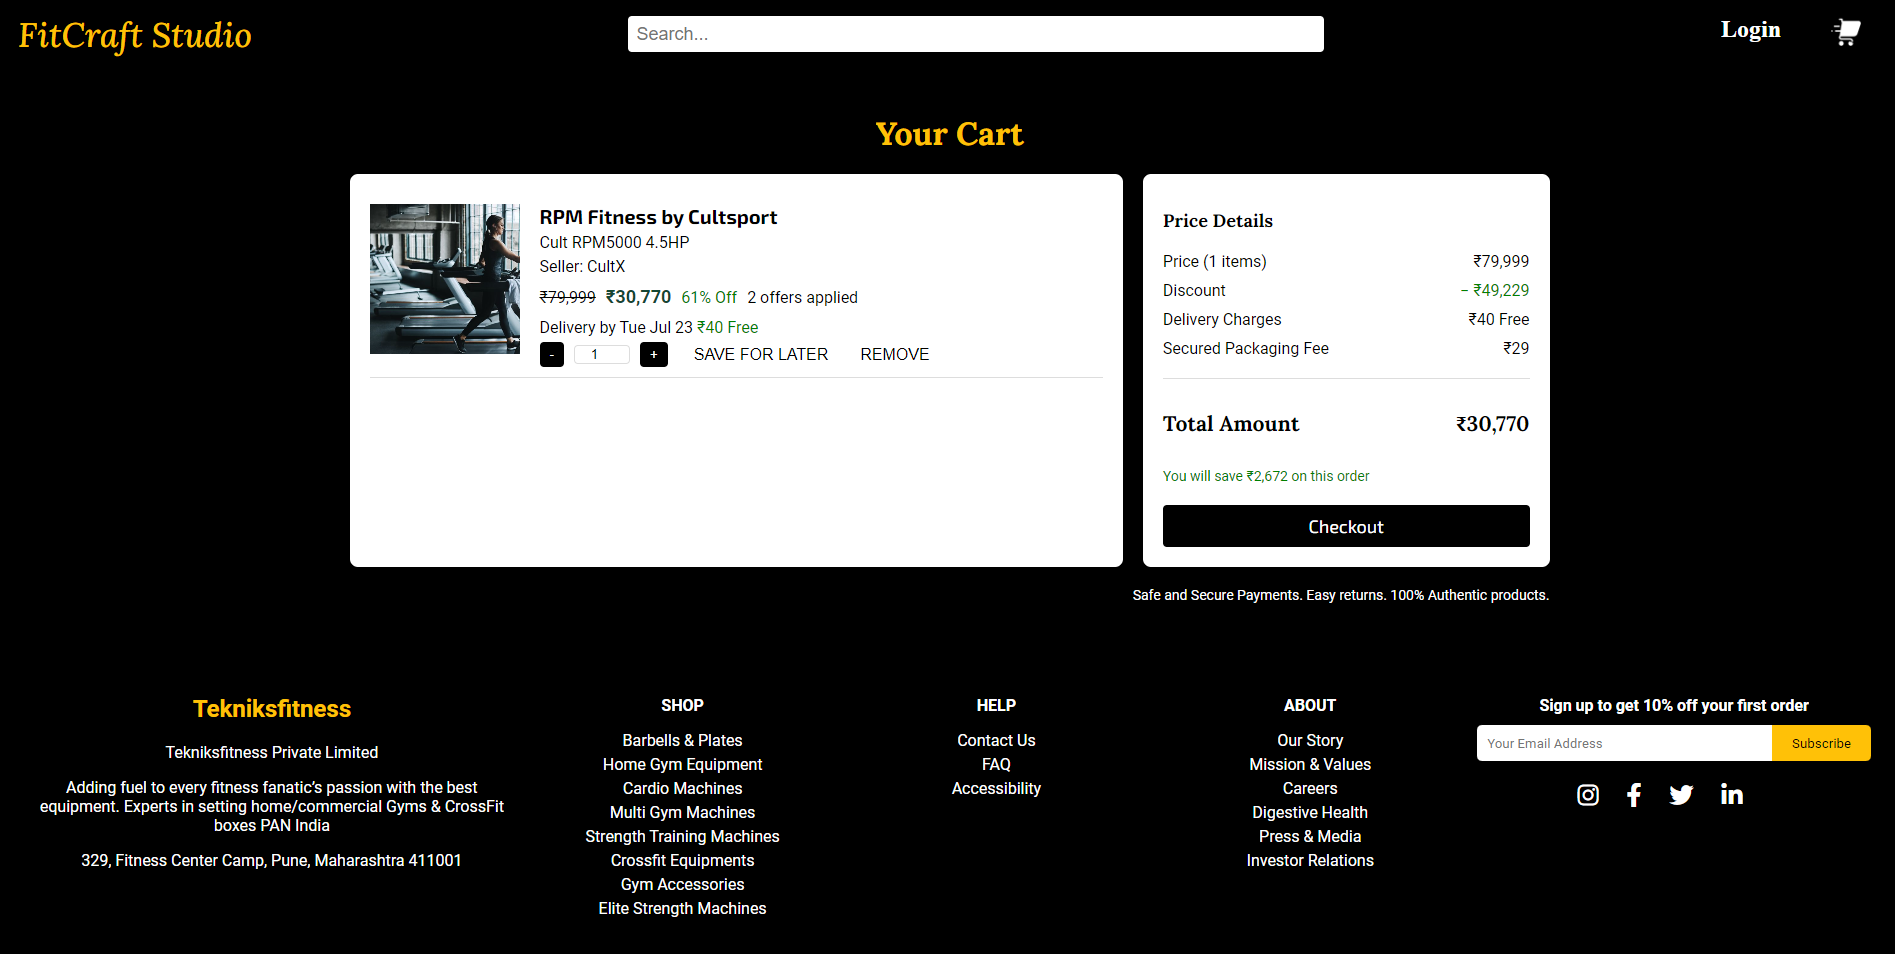 FitCraft Studio
Search...
Login
Your Cart
RPM Fitness by Cultsport
Cult RPM5000 4.5HP
Seller: CultX
₹79,999 ₹30,770 61% Off 2 offers applied
Delivery by Tue Jul 23 ₹40 Free
- 1 + SAVE FOR LATER REMOVE
Price Details
Price (1 items) ₹79,999
Discount − ₹49,229
Delivery Charges ₹40 Free
Secured Packaging Fee ₹29
Total Amount ₹30,770
You will save ₹2,672 on this order
Checkout
Safe and Secure Payments. Easy returns. 100% Authentic products.
Tekniksfitness
Tekniksfitness Private Limited
Adding fuel to every fitness fanatic’s passion with the best
equipment. Experts in setting home/commercial Gyms & CrossFit
boxes PAN India
329, Fitness Center Camp, Pune, Maharashtra 411001
SHOP
Barbells & Plates
Home Gym Equipment
Cardio Machines
Multi Gym Machines
Strength Training Machines
Crossfit Equipments
Gym Accessories
Elite Strength Machines
HELP
Contact Us
FAQ
Accessibility
ABOUT
Our Story
Mission & Values
Careers
Digestive Health
Press & Media
Investor Relations
Sign up to get 10% off your first order
Your Email Address
Subscribe